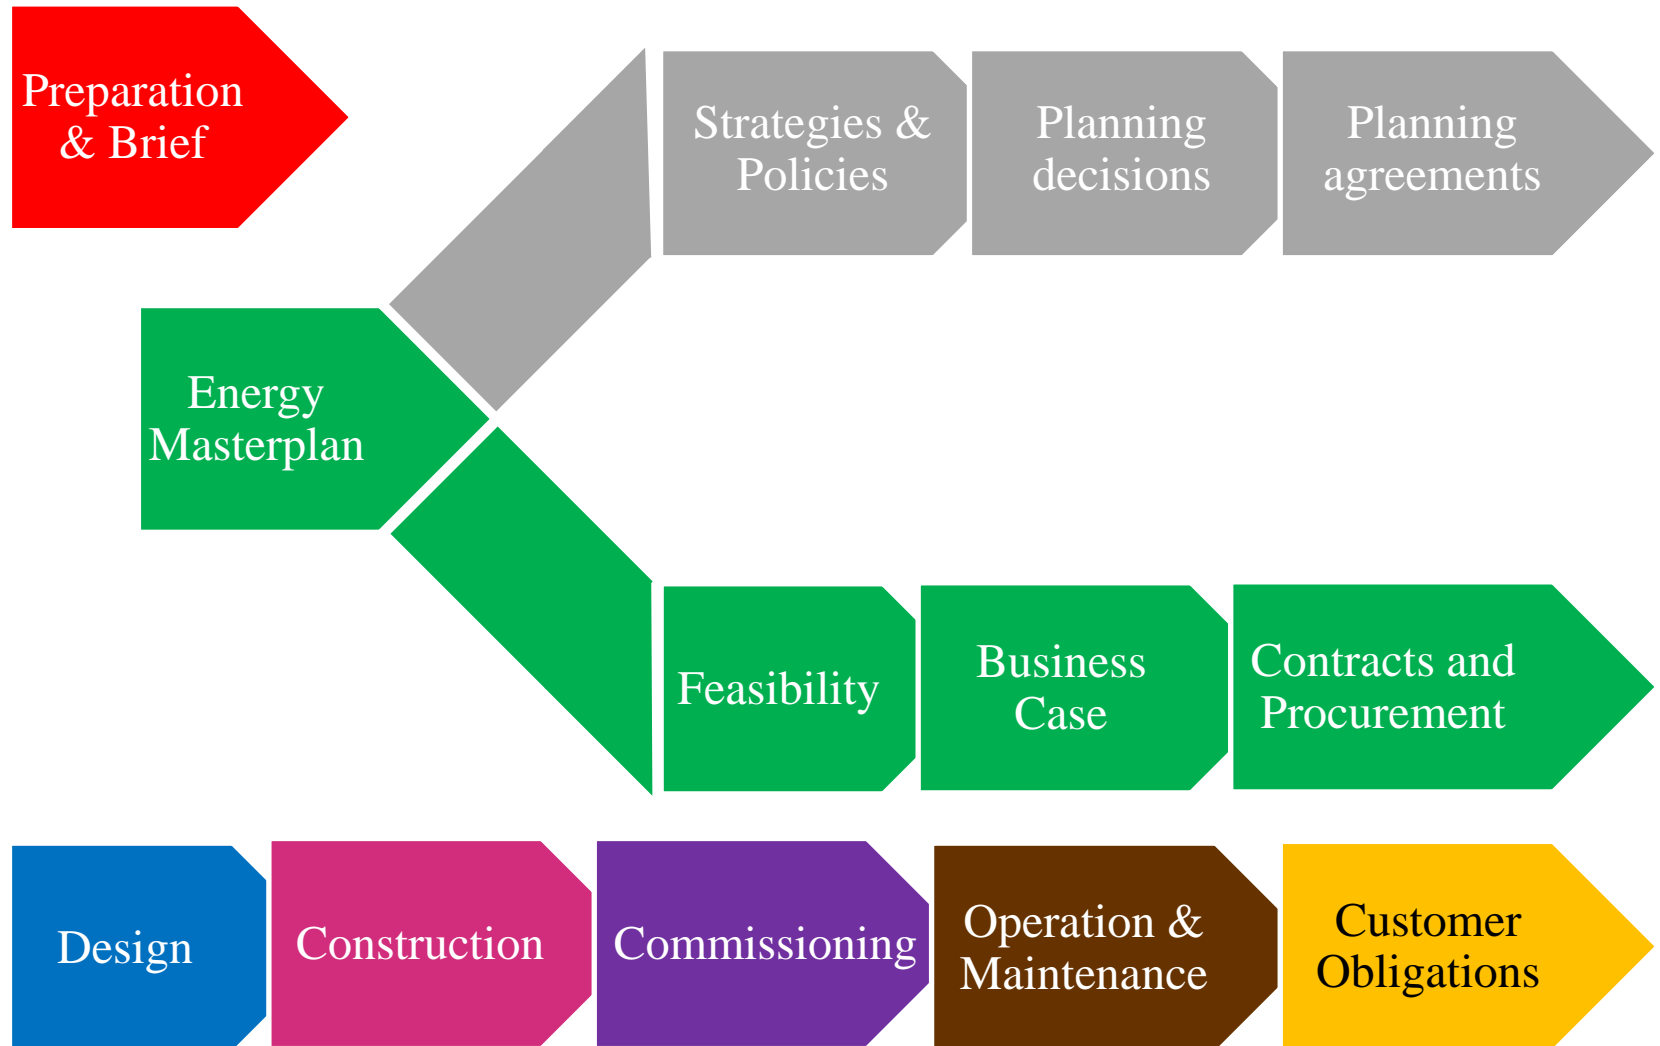 Preparation
& Brief
Strategies &
Policies
Planning
decisions
Planning
agreements
Energy
Masterplan
Feasibility
Business
Case
Contracts and
Procurement
Design
Construction
Commissioning
Operation &
Maintenance
Customer
Obligations